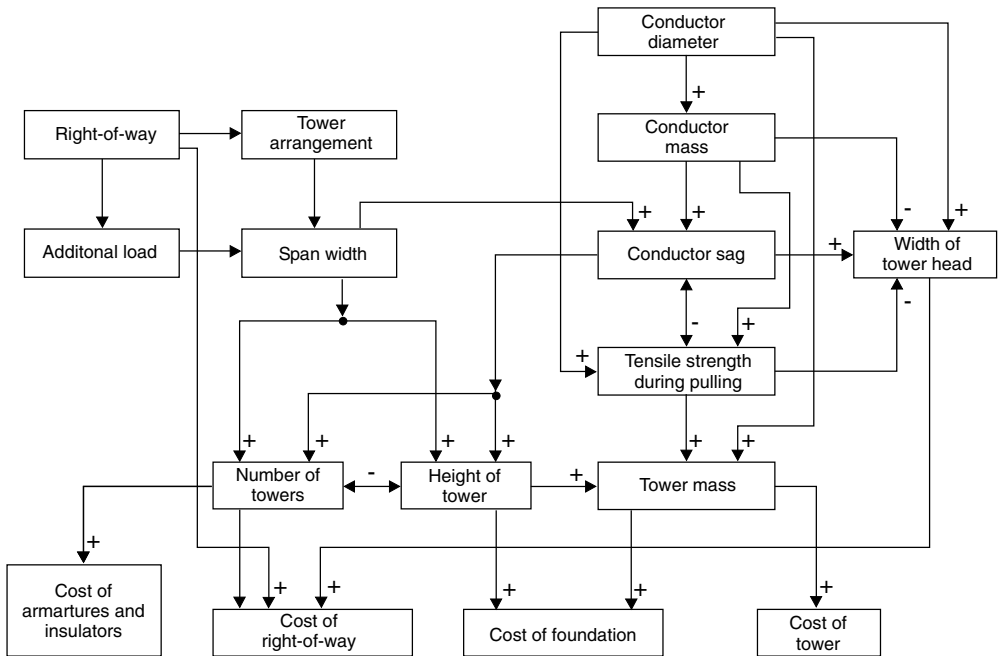 Conductor
diameter
+
+
Right-of-way
Tower
arrangement
Conductor
mass
-
+
+
+
Additonal load
Span width
Conductor sag
+
Width of
tower head
-
+
-
+
Tensile strength
during pulling
+
+
+
+
+
+
Number of
towers
-
Height of
tower
+
Tower mass
+
+
+
+
+
+
+
Cost of
armartures and
insulators
Cost of
right-of-way
Cost of foundation
Cost of
tower